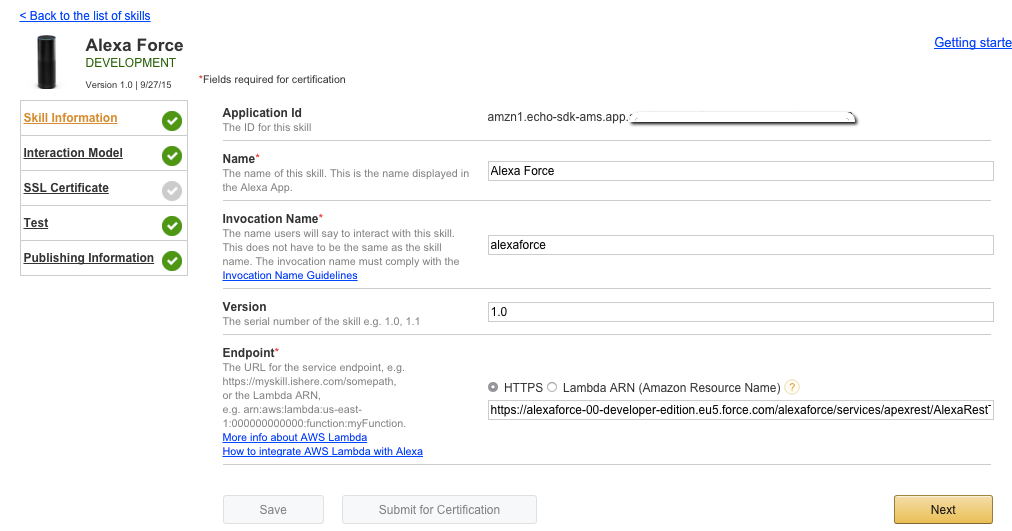 < Back to the list of skills
Alexa Force
DEVELOPMENT
Version 1.0 | 9/27/15
Getting starte
*Fields required for certification
Skill Information
Interaction Model
SSL Certificate
Test
Publishing Information
Application Id
The ID for this skill
amzn1.echo-sdk-ams.app.
Name*
The name of this skill. This is the name displayed in
the Alexa App.
Alexa Force
Invocation Name*
The name users will say to interact with this skill.
This does not have to be the same as the skill
name. The invocation name must comply with the
Invocation Name Guidelines
alexaforce
Version
The serial number of the skill e.g. 1.0, 1.1
1.0
Endpoint*
The URL for the service endpoint, e.g.
https://myskill.ishere.com/somepath,
or the Lambda ARN,
e.g. arn:aws:lambda:us-east-
1:000000000000:function:myFunction.
More info about AWS Lambda
How to integrate AWS Lambda with Alexa
HTTPS Lambda ARN (Amazon Resource Name) ?
https://alexaforce-00-developer-edition.eu5.force.com/alexaforce/services/apexrest/AlexaRest
Save
Submit for Certification
Next